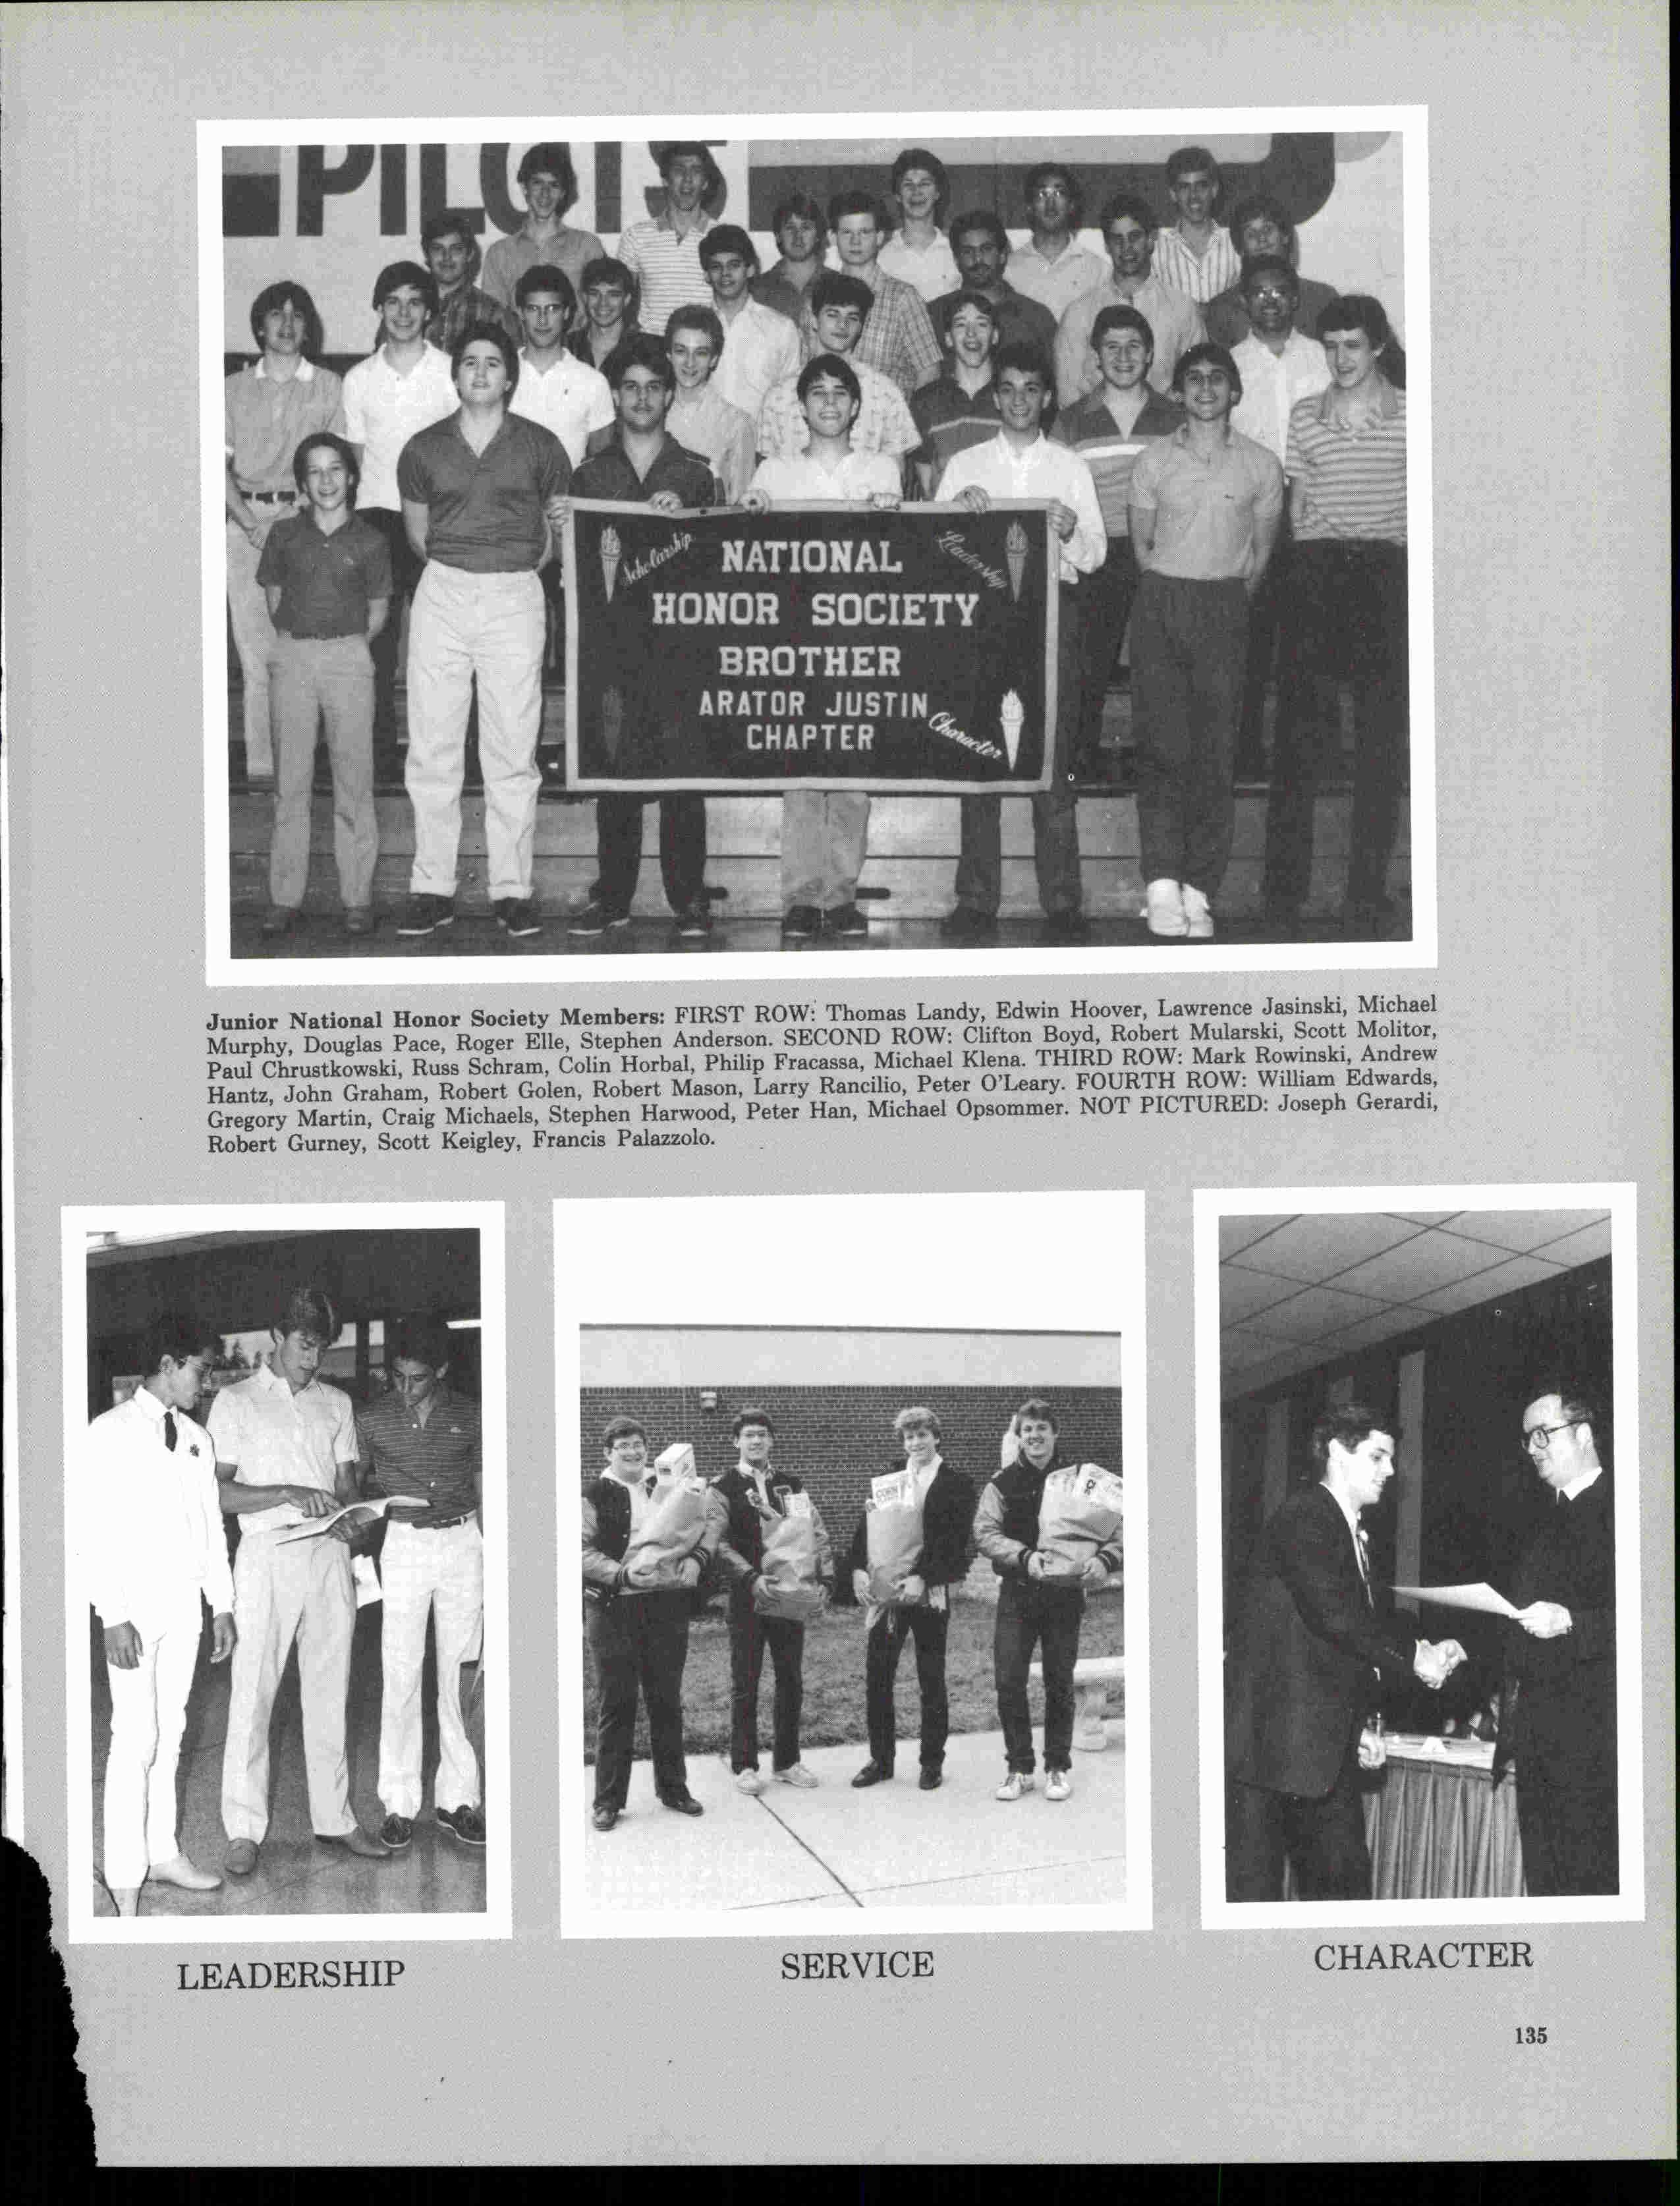 PILOTS
Scholarship
Leadership
NATIONAL
HONOR SOCIETY
BROTHER
ARATOR JUSTIN
CHAPTER
Character
Junior National Honor Society Members: FIRST ROW: Thomas Landy, Edwin Hoover, Lawrence Jasinski, Michael
Murphy, Douglas Pace, Roger Elle, Stephen Anderson. SECOND ROW: Clifton Boyd, Robert Mularski, Scott Molitor,
Paul Chrustkowski, Russ Schram, Colin Horbal, Philip Fracassa, Michael Klena. THIRD ROW: Mark Rowinski, Andrew
Hantz, John Graham, Robert Golen, Robert Mason, Larry Rancilio, Peter O'Leary. FOURTH ROW: William Edwards,
Gregory Martin, Craig Michaels, Stephen Harwood, Peter Han, Michael Opsommer. NOT PICTURED: Joseph Gerardi,
Robert Gurney, Scott Keigley, Francis Palazzolo.
LEADERSHIP
SERVICE
CHARACTER
135